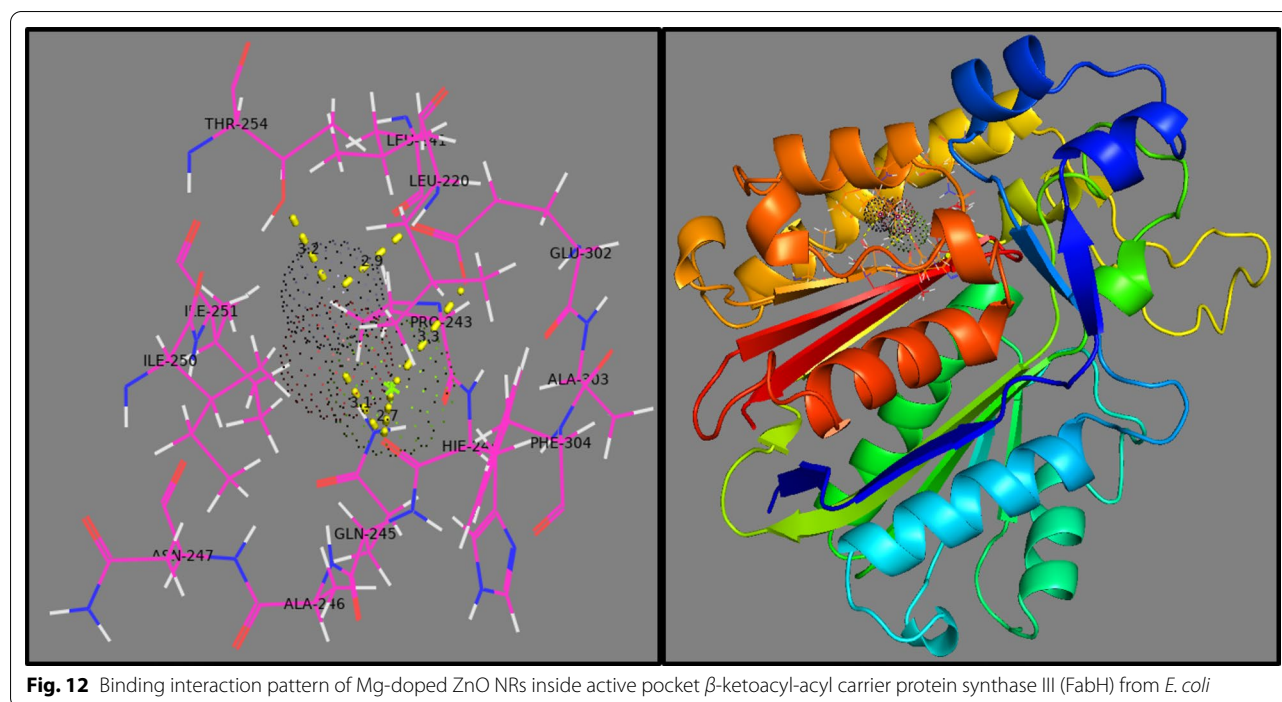 THR-254
LEU-220
GLU-302
ILE-251
PRO-243
ILE-250
ALA-303
PHE-304
GLN-245
ASN-247
ALA-246
3.2
2.9
3.3
3.1
2.7
Fig. 12 Binding interaction pattern of Mg-doped ZnO NRs inside active pocket β-ketoacyl-acyl carrier protein synthase III (FabH) from E. coli